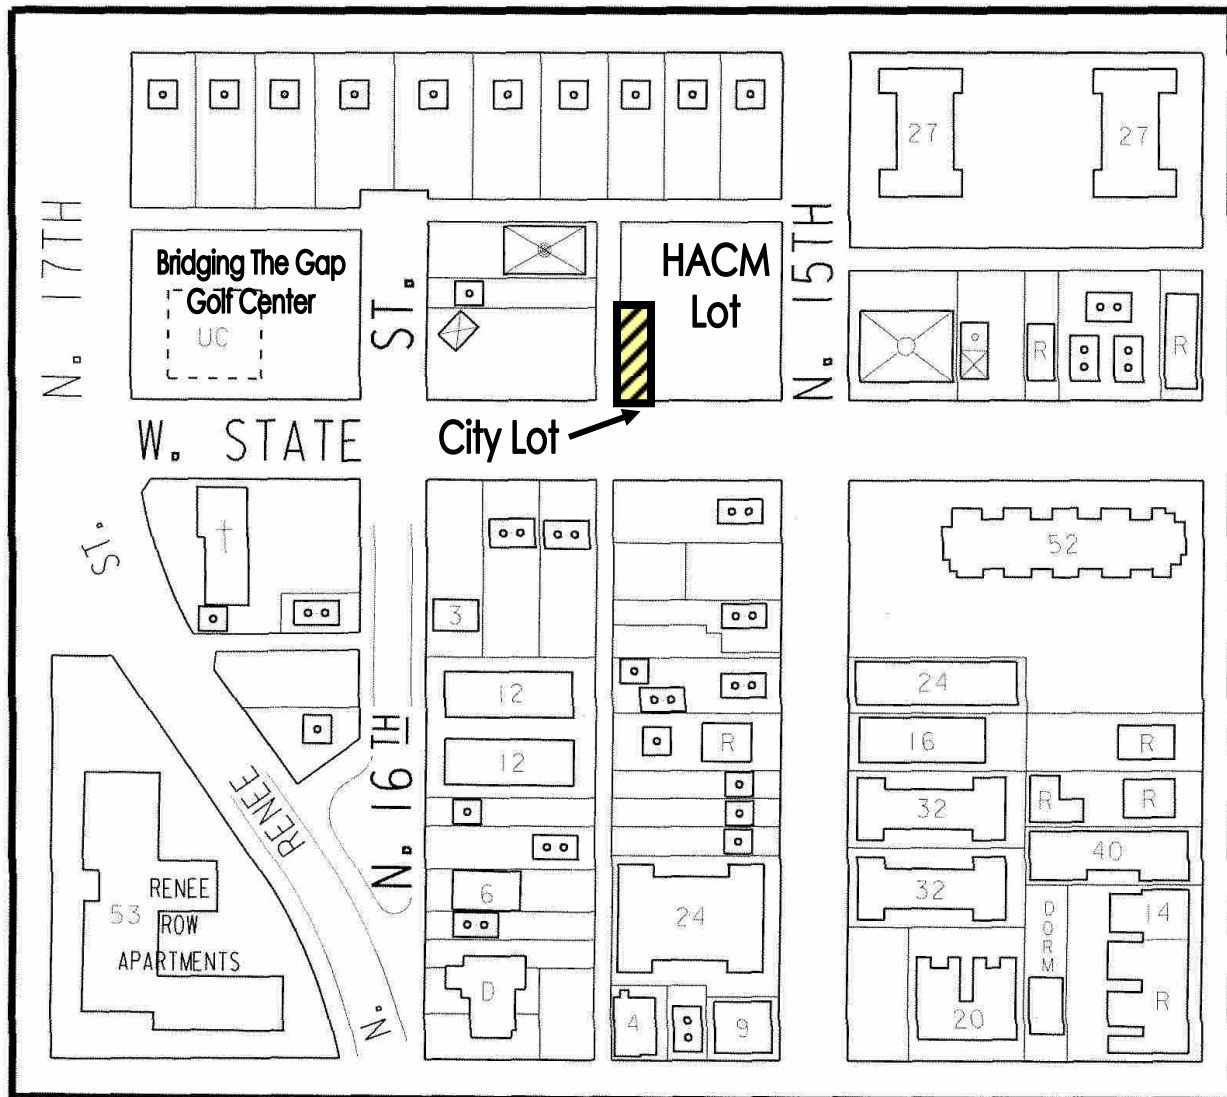 27
27
N. 17TH
ST.
N. 15TH
Bridging The Gap
Golf Center
UC
HACM
Lot
R
R
W. STATE
City Lot
ST.
52
3
12
12
24
R
16
R
N. 16TH
RENEE
32
R
R
40
6
32
53
RENEE
ROW
APARTMENTS
24
DORM
14
D
R
4
9
20
N.